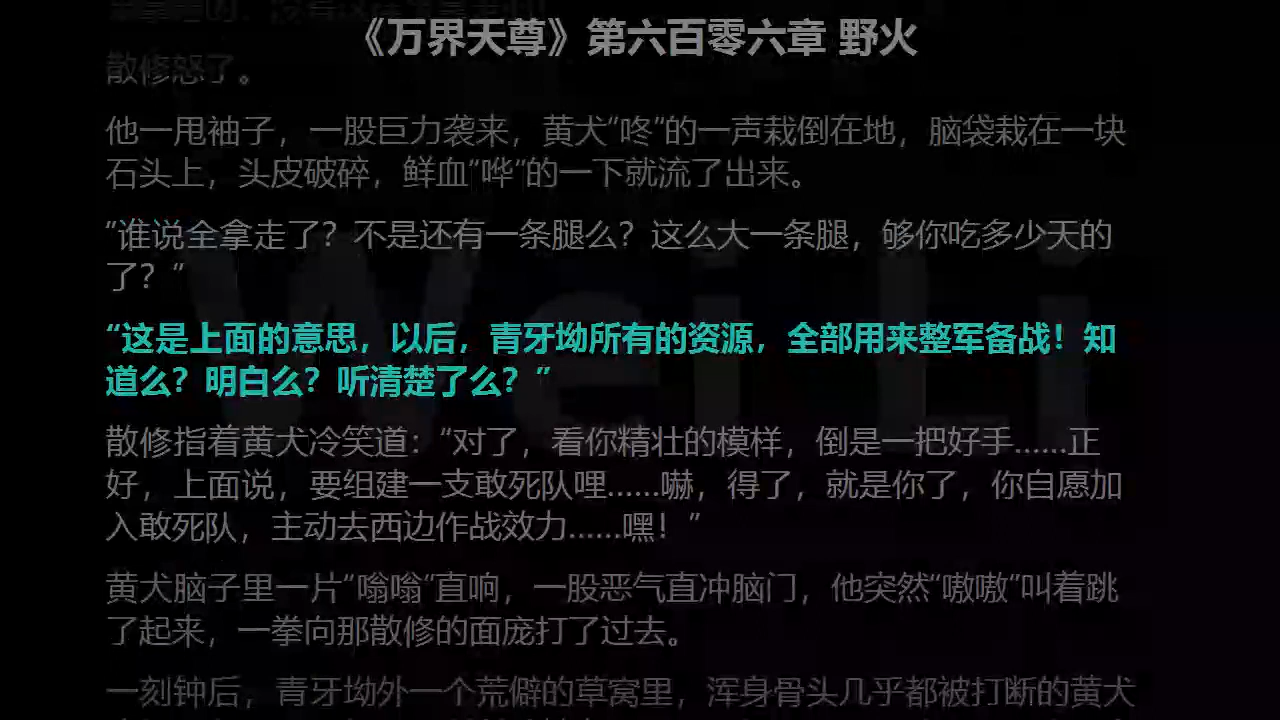 《万界天尊》第六百零六章 野火
散修怒了。
他一甩袖子，一股巨力袭来，黄犬“咚”的一声栽倒在地，脑袋栽在一块
石头上，头皮破碎，鲜血“哗”的一下就流了出来。
“谁说全拿走了？不是还有一条腿么？这么大一条腿，够你吃多少天的
了？”
“这是上面的意思，以后，青牙坳所有的资源，全部用来整军备战！知
道么？明白么？听清楚了么？”
散修指着黄犬冷笑道：“对了，看你精壮的模样，倒是一把好手......正
好，上面说，要组建一支敢死队哩......嚇，得了，就是你了，你自愿加
入敢死队，主动去西边作战效力......嘿！”
黄犬脑子里一片“嗡嗡”直响，一股恶气直冲脑门，他突然“嗷嗷”叫着跳
了起来，一拳向那散修的面庞打了过去。
一刻钟后，青牙坳外一个荒僻的草窝里，浑身骨头几乎都被打断的黄犬
Wei Li